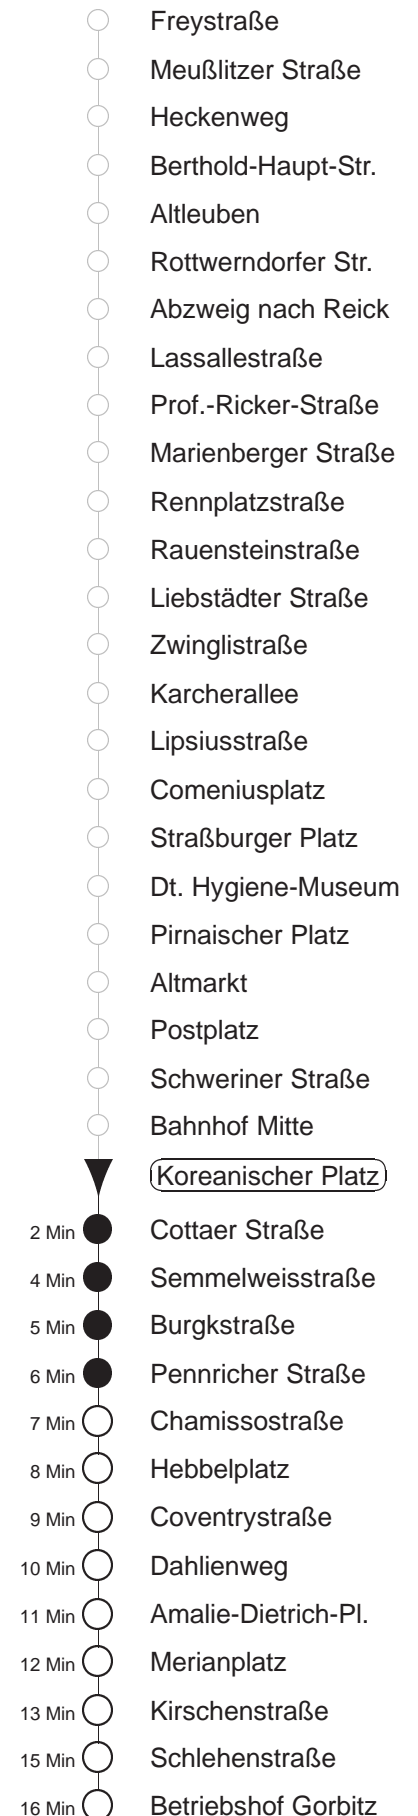 Freystraße
Meußlitzer Straße
Heckenweg
Berthold-Haupt-Str.
Altleuben
Rottwerndorfer Str.
Abzweig nach Reick
Lassallestraße
Prof.-Ricker-Straße
Marienberger Straße
Rennplatzstraße
Rauensteinstraße
Liebstädter Straße
Zwinglistraße
Karcherallee
Lipsiusstraße
Comeniusplatz
Straßburger Platz
Dt. Hygiene-Museum
Pirnaischer Platz
Altmarkt
Postplatz
Schweriner Straße
Bahnhof Mitte
Koreanischer Platz
2 Min Cottaer Straße
4 Min Semmelweisstraße
5 Min Burgkstraße
6 Min Pennricher Straße
7 Min Chamissostraße
8 Min Hebbelplatz
9 Min Coventrystraße
10 Min Dahlienweg
11 Min Amalie-Dietrich-Pl.
12 Min Merianplatz
13 Min Kirschenstraße
15 Min Schlehenstraße
16 Min Betriebshof Gorbitz